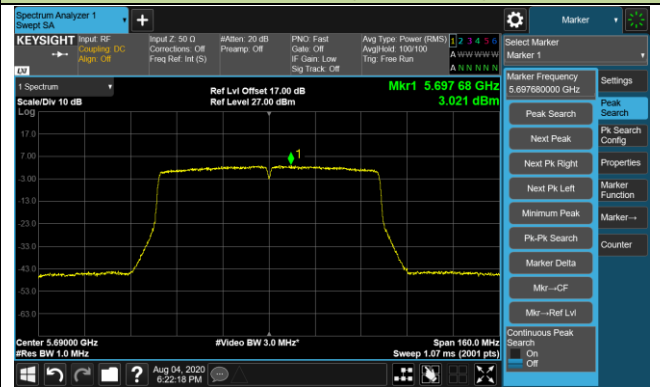 Spectrum Analyzer 1
Swept SA
Marker
KEYSIGHT
Input: RF
Coupling: DC
Align: Off
Input Z: 50 Ω
Corrections: Off
Freq Ref: Int (S)
#Atten: 20 dB
Preamp: Off
PNO: Fast
Gate: Off
IF Gain: Low
Sig Track: Off
Avg Type: Power (RMS)
Avg|Hold: 100/100
Trig: Free Run
1 2 3 4 5 6
A W W W W W
A N N N N N
LXI
Select Marker
Marker 1
1 Spectrum
Scale/Div 10 dB
Ref Lvl Offset 17.00 dB
Ref Level 27.00 dBm
Mkr1 5.697 68 GHz
3.021 dBm
Log
17.0
7.00
-3.00
-13.0
-23.0
-33.0
-43.0
-53.0
-63.0
1
Center 5.69000 GHz
#Res BW 1.0 MHz
#Video BW 3.0 MHz*
Span 160.0 MHz
Sweep 1.07 ms (2001 pts)
Marker Frequency
5.697680000 GHz
Peak Search
Next Peak
Next Pk Right
Next Pk Left
Minimum Peak
Pk-Pk Search
Marker Delta
Mkr→CF
Mkr→Ref Lvl
Continuous Peak
Search
On
Off
Settings
Peak
Search
Pk Search
Config
Properties
Marker
Function
Marker→
Counter
Aug 04, 2020
6:22:18 PM